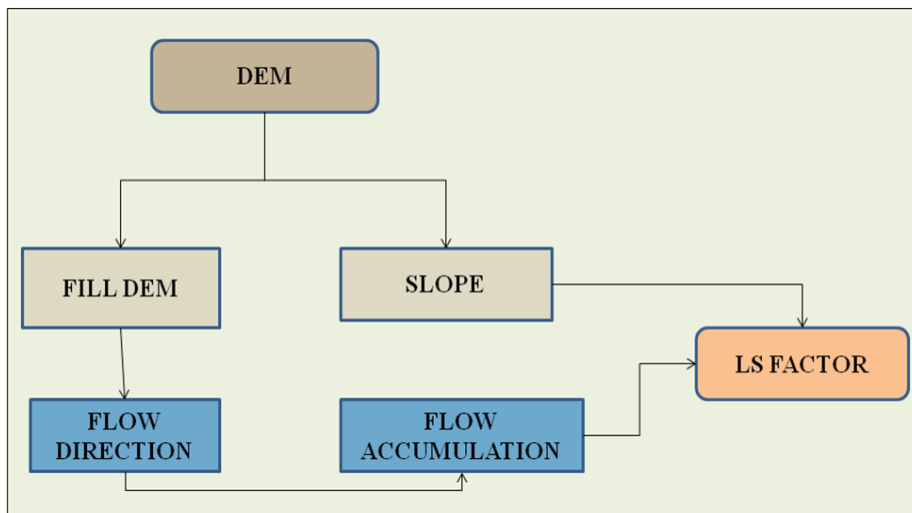 DEM
FILL DEM
SLOPE
LS FACTOR
FLOW
DIRECTION
FLOW
ACCUMULATION